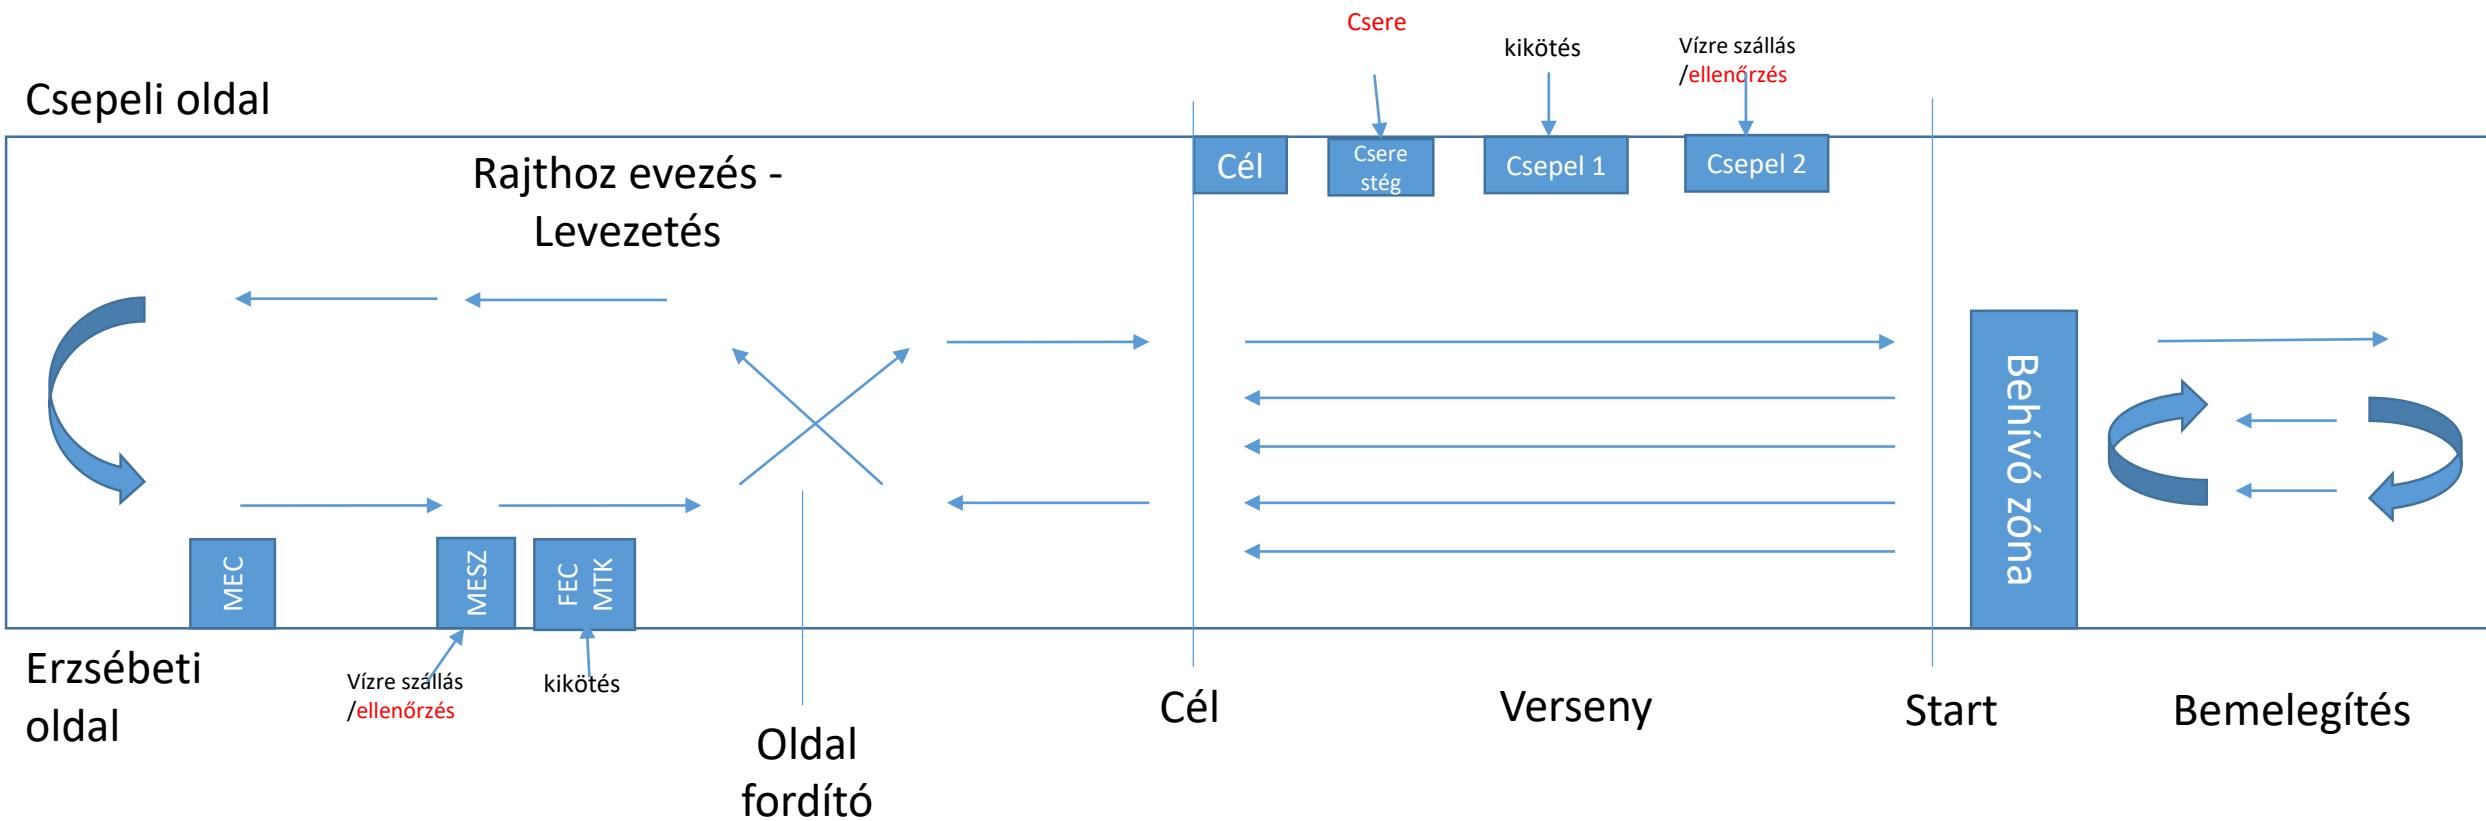 Csere
kikötés
Vízre szállás
/ellenőrzés
Csepeli oldal
Rajthoz evezés -
Levezetés
Cél
Csere
stég
Csepel 1
Csepel 2
Behívó zóna
MEC
MESZ
FEC
MTK
Erzsébeti
oldal
Vízre szállás
/ellenőrzés
kikötés
Oldal
fordító
Cél
Verseny
Start
Bemelegítés